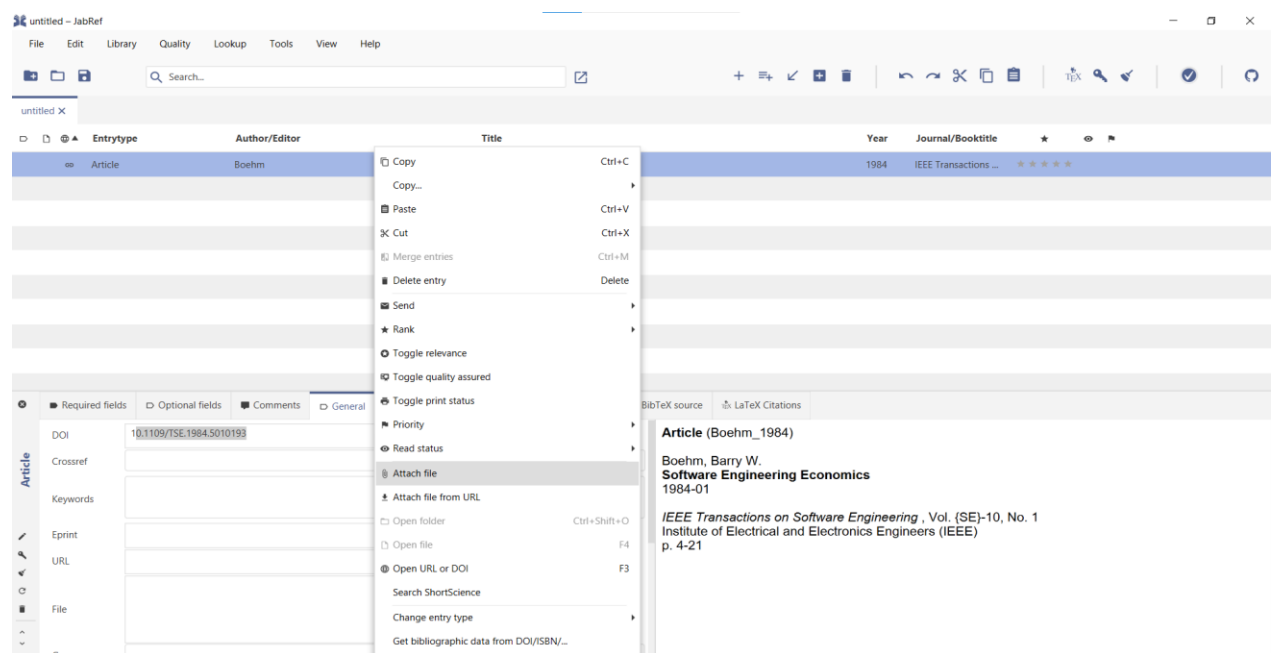 untitled – JabRef
File Edit Library Quality Lookup Tools View Help
Search...
TEX
untitled
Entrytype Author/Editor Title Year Journal/Booktitle
Article Boehm 1984 IEEE Transactions ...
Copy Ctrl+C
Copy...
Paste Ctrl+V
Cut Ctrl+X
Merge entries Ctrl+M
Delete entry Delete
Send
Rank
Toggle relevance
Toggle quality assured
Toggle print status
Priority
Read status
Attach file
Attach file from URL
Open folder Ctrl+Shift+O
Open file F4
Open URL or DOI F3
Search ShortScience
Change entry type
Get bibliographic data from DOI/ISBN/...
Required fields Optional fields Comments General BibTeX source LaTeX Citations
Article
DOI 10.1109/TSE.1984.5010193
Crossref
Keywords
Eprint
URL
File
Article (Boehm_1984)
Boehm, Barry W.
Software Engineering Economics
1984-01
IEEE Transactions on Software Engineering , Vol. {SE}-10, No. 1
Institute of Electrical and Electronics Engineers (IEEE)
p. 4-21